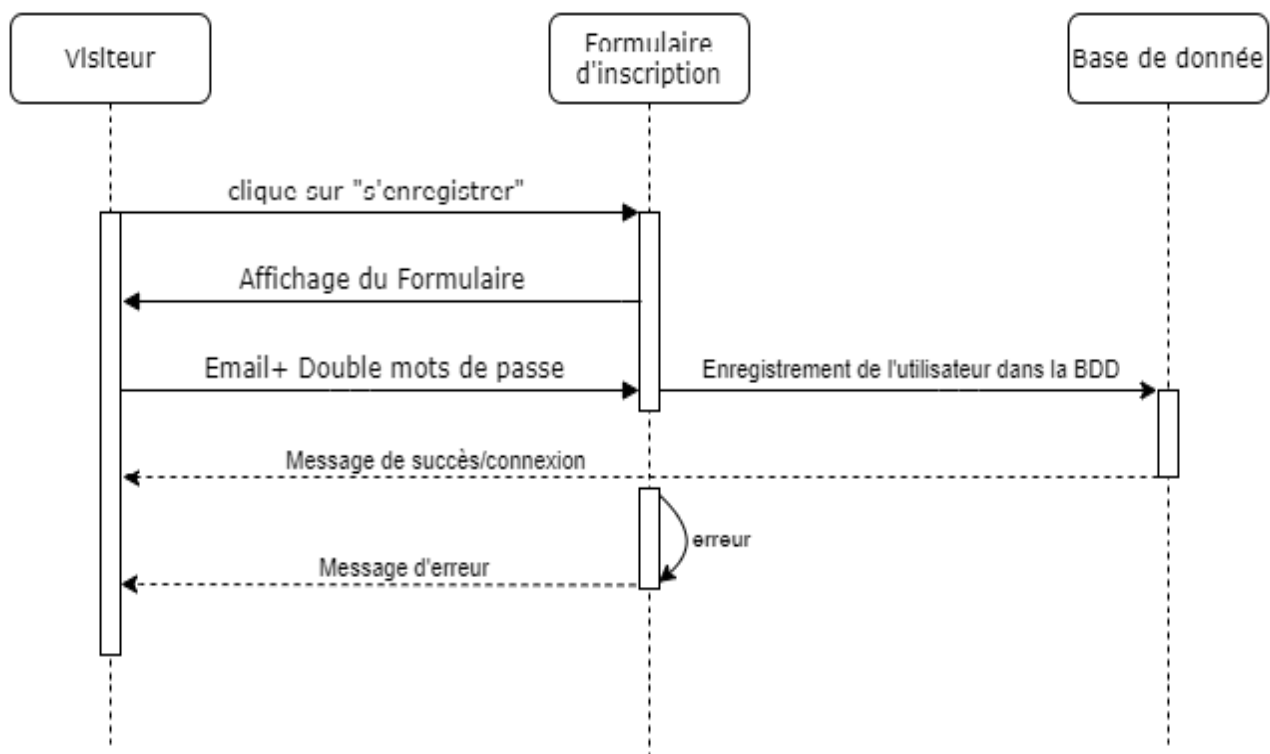 Visiteur
Formulaire
d'inscription
Base de donnée
clique sur "s'enregistrer"
Affichage du Formulaire
Email+ Double mots de passe
Enregistrement de l'utilisateur dans la BDD
Message de succès/connexion
erreur
Message d'erreur